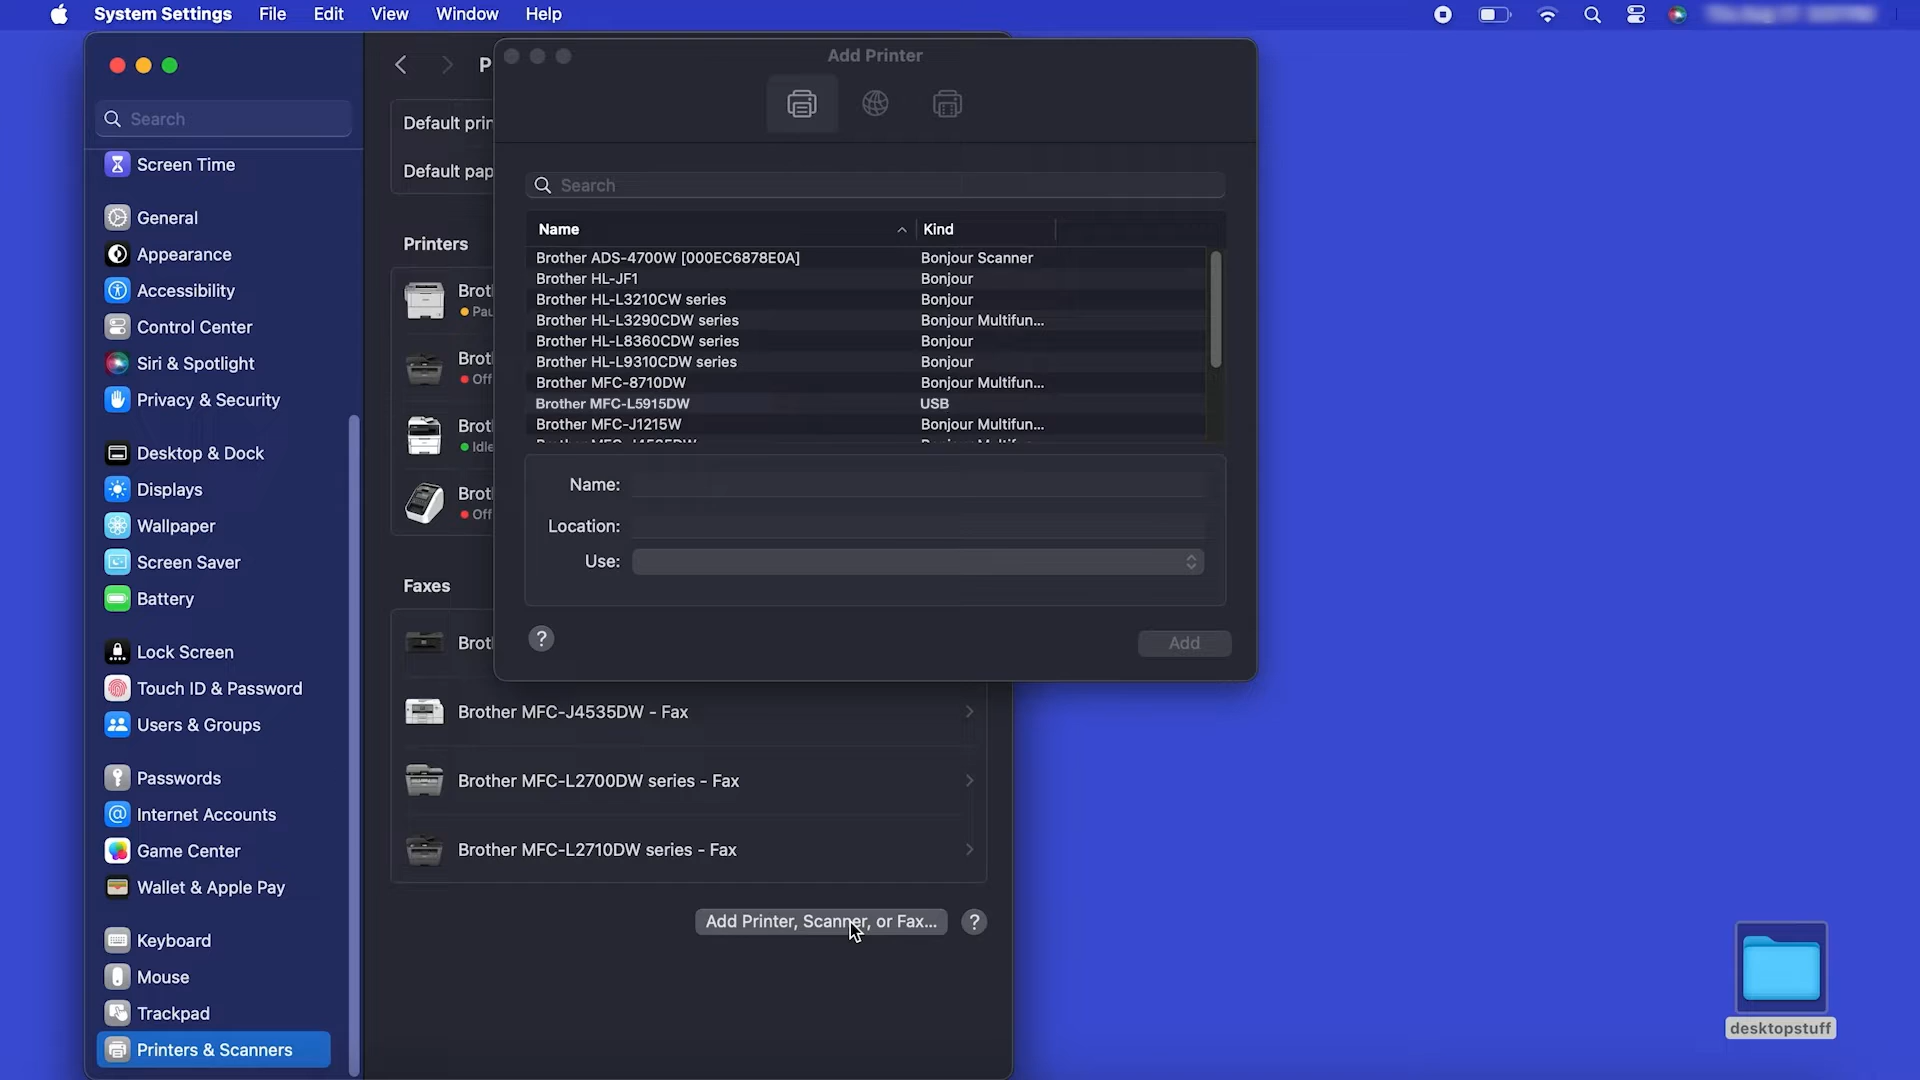 System Settings File Edit View Window Help
Search
Screen Time
General
Appearance
Accessibility
Control Center
Siri & Spotlight
Privacy & Security
Desktop & Dock
Displays
Wallpaper
Screen Saver
Battery
Lock Screen
Touch ID & Password
Users & Groups
Passwords
Internet Accounts
Game Center
Wallet & Apple Pay
Keyboard
Mouse
Trackpad
Printers & Scanners
P
Default prin
Default pap
Printers
Brot
Pau
Brot
Off
Brot
Idle
Brot
Off
Faxes
Brot
Brother MFC-J4535DW - Fax
Brother MFC-L2700DW series - Fax
Brother MFC-L2710DW series - Fax
Add Printer, Scanner, or Fax... ?
Add Printer
Search
Name Kind
Brother ADS-4700W [000EC6878E0A] Bonjour Scanner
Brother HL-JF1 Bonjour
Brother HL-L3210CW series Bonjour
Brother HL-L3290CDW series Bonjour Multifun...
Brother HL-L8360CDW series Bonjour
Brother HL-L9310CDW series Bonjour
Brother MFC-8710DW Bonjour Multifun...
Brother MFC-L5915DW USB
Brother MFC-J1215W Bonjour Multifun...
Name:
Location:
Use:
? Add
desktopstuff